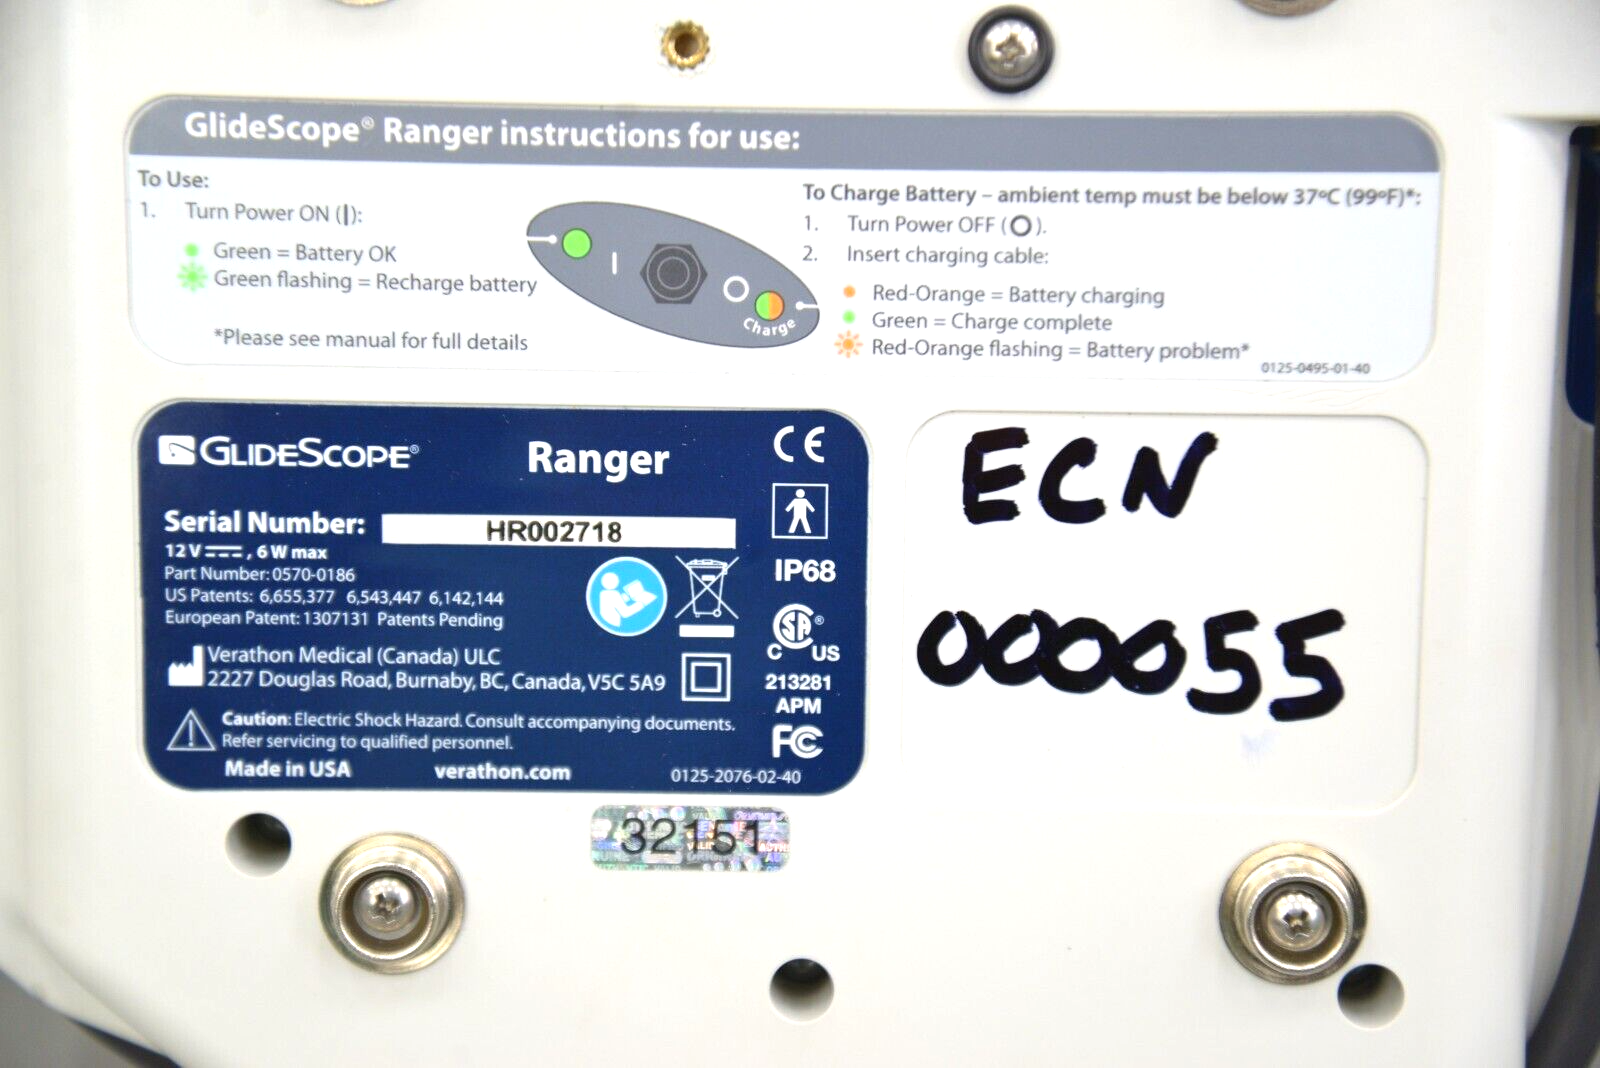 GlideScope® Ranger instructions for use:
To Use:
1. Turn Power ON (|):
Green = Battery OK
Green flashing = Recharge battery
*Please see manual for full details
Charge
To Charge Battery – ambient temp must be below 37ºC (99ºF)*:
1. Turn Power OFF (O).
2. Insert charging cable:
Red-Orange = Battery charging
Green = Charge complete
Red-Orange flashing = Battery problem*
0125-0495-01-40
GLIDESCOPE® Ranger
Serial Number: HR002718
12 V ⎓, 6 W max
Part Number: 0570-0186
US Patents: 6,655,377 6,543,447 6,142,144
European Patent: 1307131 Patents Pending
Verathon Medical (Canada) ULC
2227 Douglas Road, Burnaby, BC, Canada, V5C 5A9
Caution: Electric Shock Hazard. Consult accompanying documents.
Refer servicing to qualified personnel.
Made in USA verathon.com 0125-2076-02-40
CE
IP68
CSA®
C US
213281
APM
FC
ECN
000055
32151